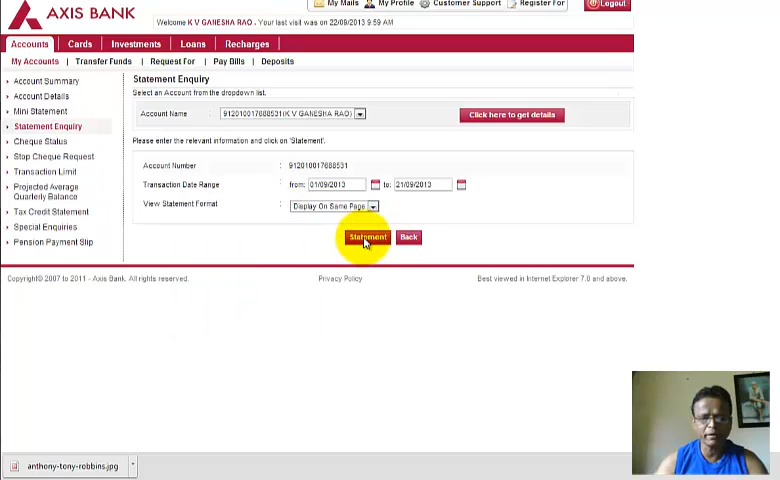 AXIS BANK
My Mails My Profile Customer Support Register For Logout
Welcome K V GANESHA RAO , Your last visit was on 22/09/2013 9:59 AM
Accounts Cards Investments Loans Recharges
My Accounts | Transfer Funds | Request For | Pay Bills | Deposits
Account Summary
Account Details
Mini Statement
Statement Enquiry
Cheque Status
Stop Cheque Request
Transaction Limit
Projected Average
Quarterly Balance
Tax Credit Statement
Special Enquiries
Pension Payment Slip
Statement Enquiry
Select an Account from the dropdown list.
Account Name : 912010017688531(K V GANESHA RAO) Click here to get details
Please enter the relevant information and click on 'Statement'.
Account Number : 912010017688531
Transaction Date Range : from: 01/09/2013 to: 21/09/2013
View Statement Format : Display On Same Page
Statement Back
Copyright© 2007 to 2011 - Axis Bank. All rights reserved. Privacy Policy Best viewed in Internet Explorer 7.0 and above.
anthony-tony-robbins.jpg